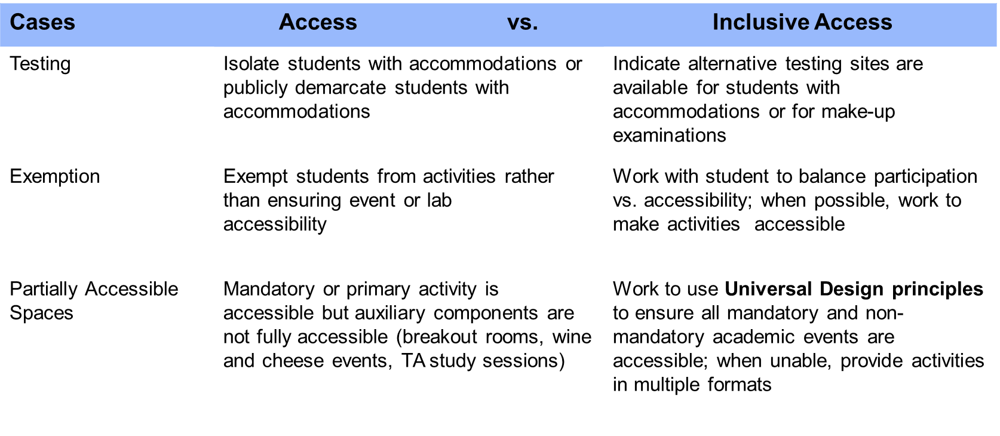 Cases Access vs. Inclusive Access
Testing
Isolate students with accommodations or
publicly demarcate students with
accommodations
Indicate alternative testing sites are
available for students with
accommodations or for make-up
examinations
Exemption
Exempt students from activities rather
than ensuring event or lab
accessibility
Work with student to balance participation
vs. accessibility; when possible, work to
make activities accessible
Partially Accessible
Spaces
Mandatory or primary activity is
accessible but auxiliary components are
not fully accessible (breakout rooms, wine
and cheese events, TA study sessions)
Work to use Universal Design principles
to ensure all mandatory and non-
mandatory academic events are
accessible; when unable, provide activities
in multiple formats